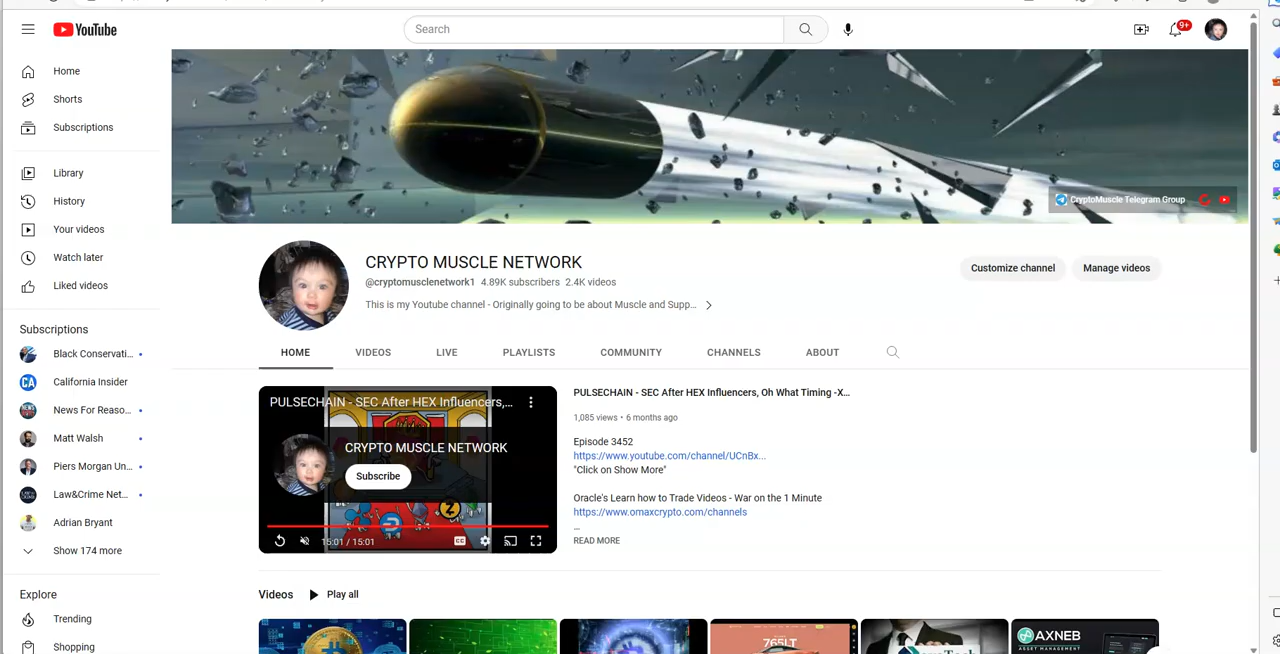 YouTube
Search
9+
Home
Shorts
Subscriptions
Library
History
Your videos
Watch later
Liked videos
Subscriptions
Black Conservati...
California Insider
News For Reaso...
Matt Walsh
Piers Morgan Un...
Law&Crime Net...
Adrian Bryant
Show 174 more
Explore
Trending
Shopping
CryptoMuscle Telegram Group
CRYPTO MUSCLE NETWORK
@cryptomusclenetwork1 4.89K subscribers 2.4K videos
This is my Youtube channel - Originally going to be about Muscle and Supp...
Customize channel
Manage videos
HOME
VIDEOS
LIVE
PLAYLISTS
COMMUNITY
CHANNELS
ABOUT
PULSECHAIN - SEC After HEX Influencers,...
CRYPTO MUSCLE NETWORK
Subscribe
15:01 / 15:01
CC
PULSECHAIN - SEC After HEX Influencers, Oh What Timing -X...
1,085 views • 6 months ago
Episode 3452
https://www.youtube.com/channel/UCnBx...
"Click on Show More"
Oracle's Learn how to Trade Videos - War on the 1 Minute
https://www.omaxcrypto.com/channels
...
READ MORE
Videos
Play all
CA
765LT
AXNEB
ASSET MANAGEMENT